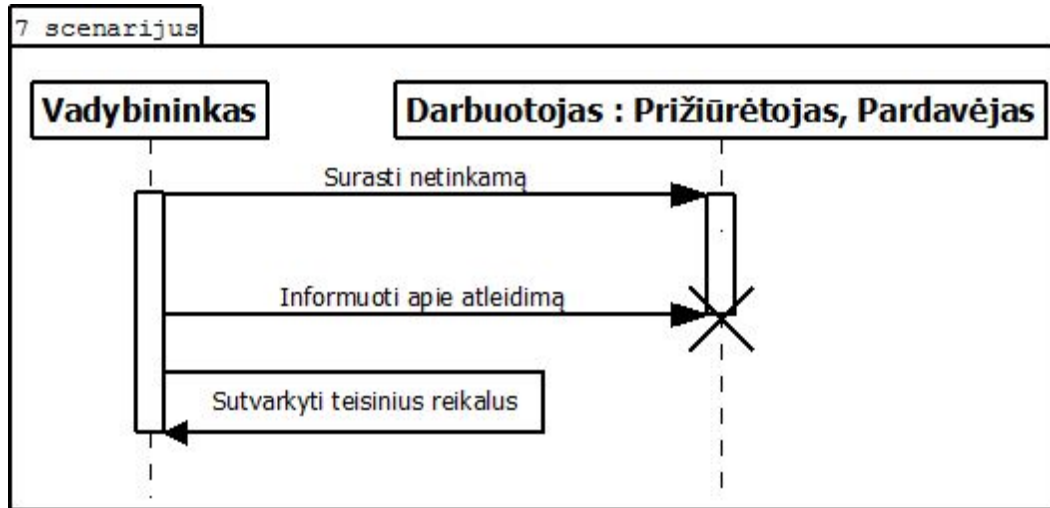 7 scenarijus
Vadybininkas
Darbuotojas : Prižiūrėtojas, Pardavėjas
Surasti netinkamą
Informuoti apie atleidimą
Sutvarkyti teisinius reikalus